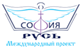 СОФИЯ
РУСЬ
Международный проект